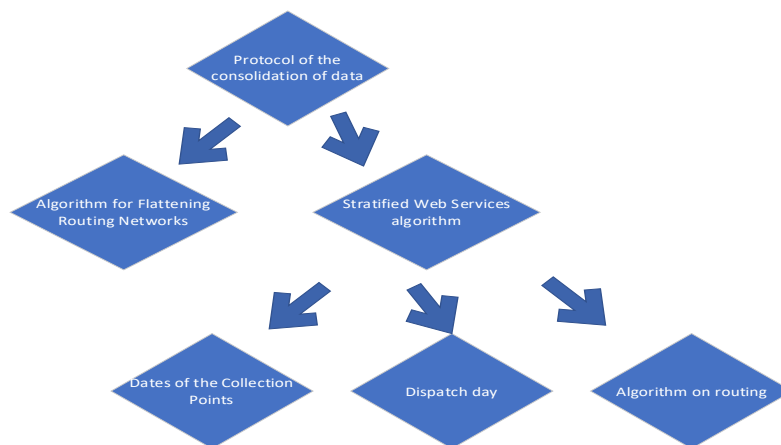 Protocol of the
consolidation of data
Algorithm for Flattening
Routing Networks
Stratified Web Services
algorithm
Dates of the Collection
Points
Dispatch day
Algorithm on routing